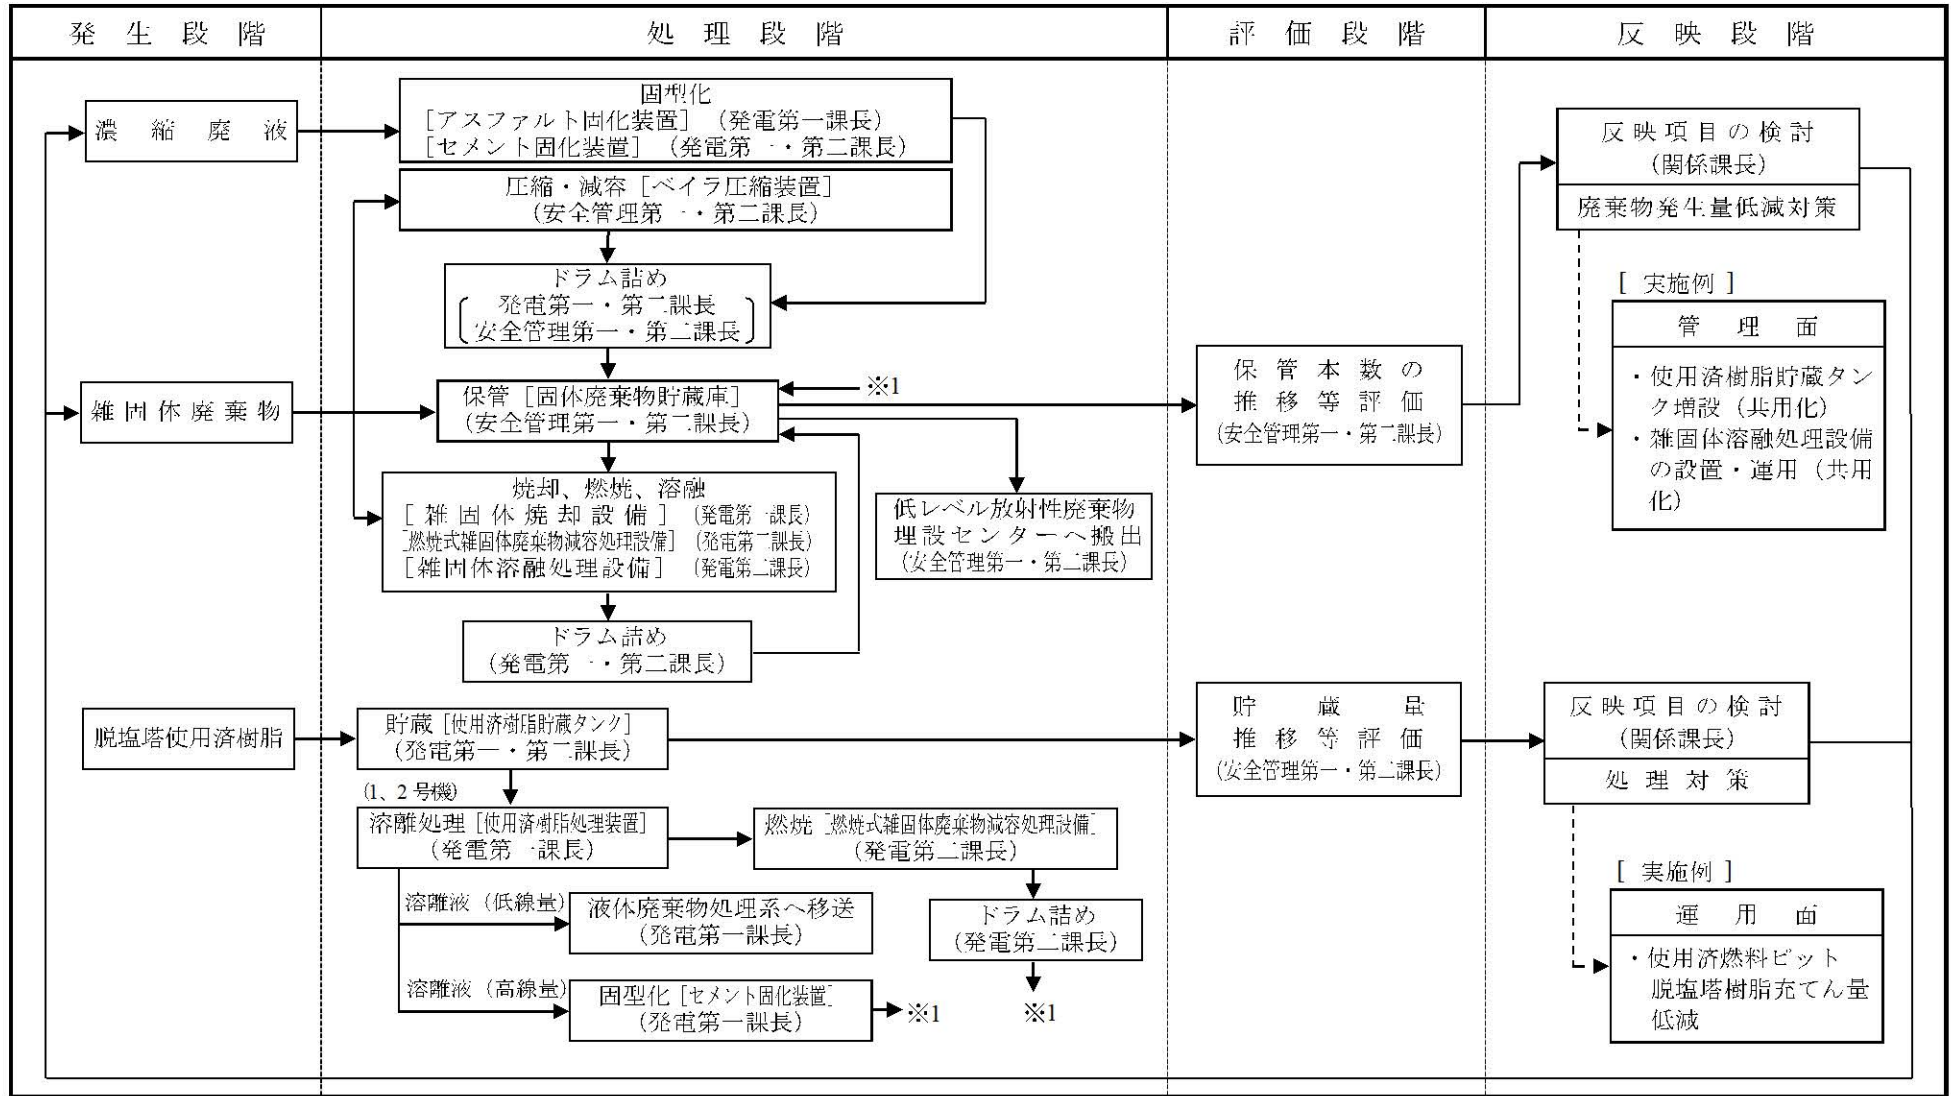 発生段階
処理段階
評価段階
反映段階
濃縮廃液
固型化
［アスファルト固化装置］（発電第一課長）
［セメント固化装置］（発電第一・第二課長）
圧縮・減容［ベイラ圧縮装置］
（安全管理第一・第二課長）
ドラム詰め
発電第一・第二課長
安全管理第一・第二課長
雑固体廃棄物
保管［固体廃棄物貯蔵庫］
（安全管理第一・第二課長）
※1
焼却、燃焼、溶融
［雑固体焼却設備］（発電第一課長）
［燃焼式雑固体廃棄物減容処理設備］（発電第二課長）
［雑固体溶融処理設備］（発電第二課長）
ドラム詰め
（発電第一・第二課長）
低レベル放射性廃棄物
埋設センターへ搬出
（安全管理第一・第二課長）
保管本数の
推移等評価
（安全管理第一・第二課長）
反映項目の検討
（関係課長）
廃棄物発生量低減対策
［実施例］
管理面
・使用済樹脂貯蔵タン
ク増設（共用化）
・雑固体溶融処理設備
の設置・運用（共用
化）
脱塩塔使用済樹脂
貯蔵［使用済樹脂貯蔵タンク］
（発電第一・第二課長）
(1、2号機)
溶離処理［使用済樹脂処理装置］
（発電第一課長）
燃焼［燃焼式雑固体廃棄物減容処理設備］
（発電第二課長）
溶離液（低線量）
液体廃棄物処理系へ移送
（発電第一課長）
ドラム詰め
（発電第二課長）
溶離液（高線量）
固型化［セメント固化装置］
（発電第一課長）
※1
※1
貯蔵量
推移等評価
（安全管理第一・第二課長）
反映項目の検討
（関係課長）
処理対策
［実施例］
運用面
・使用済燃料ピット
脱塩塔樹脂充てん量
低減